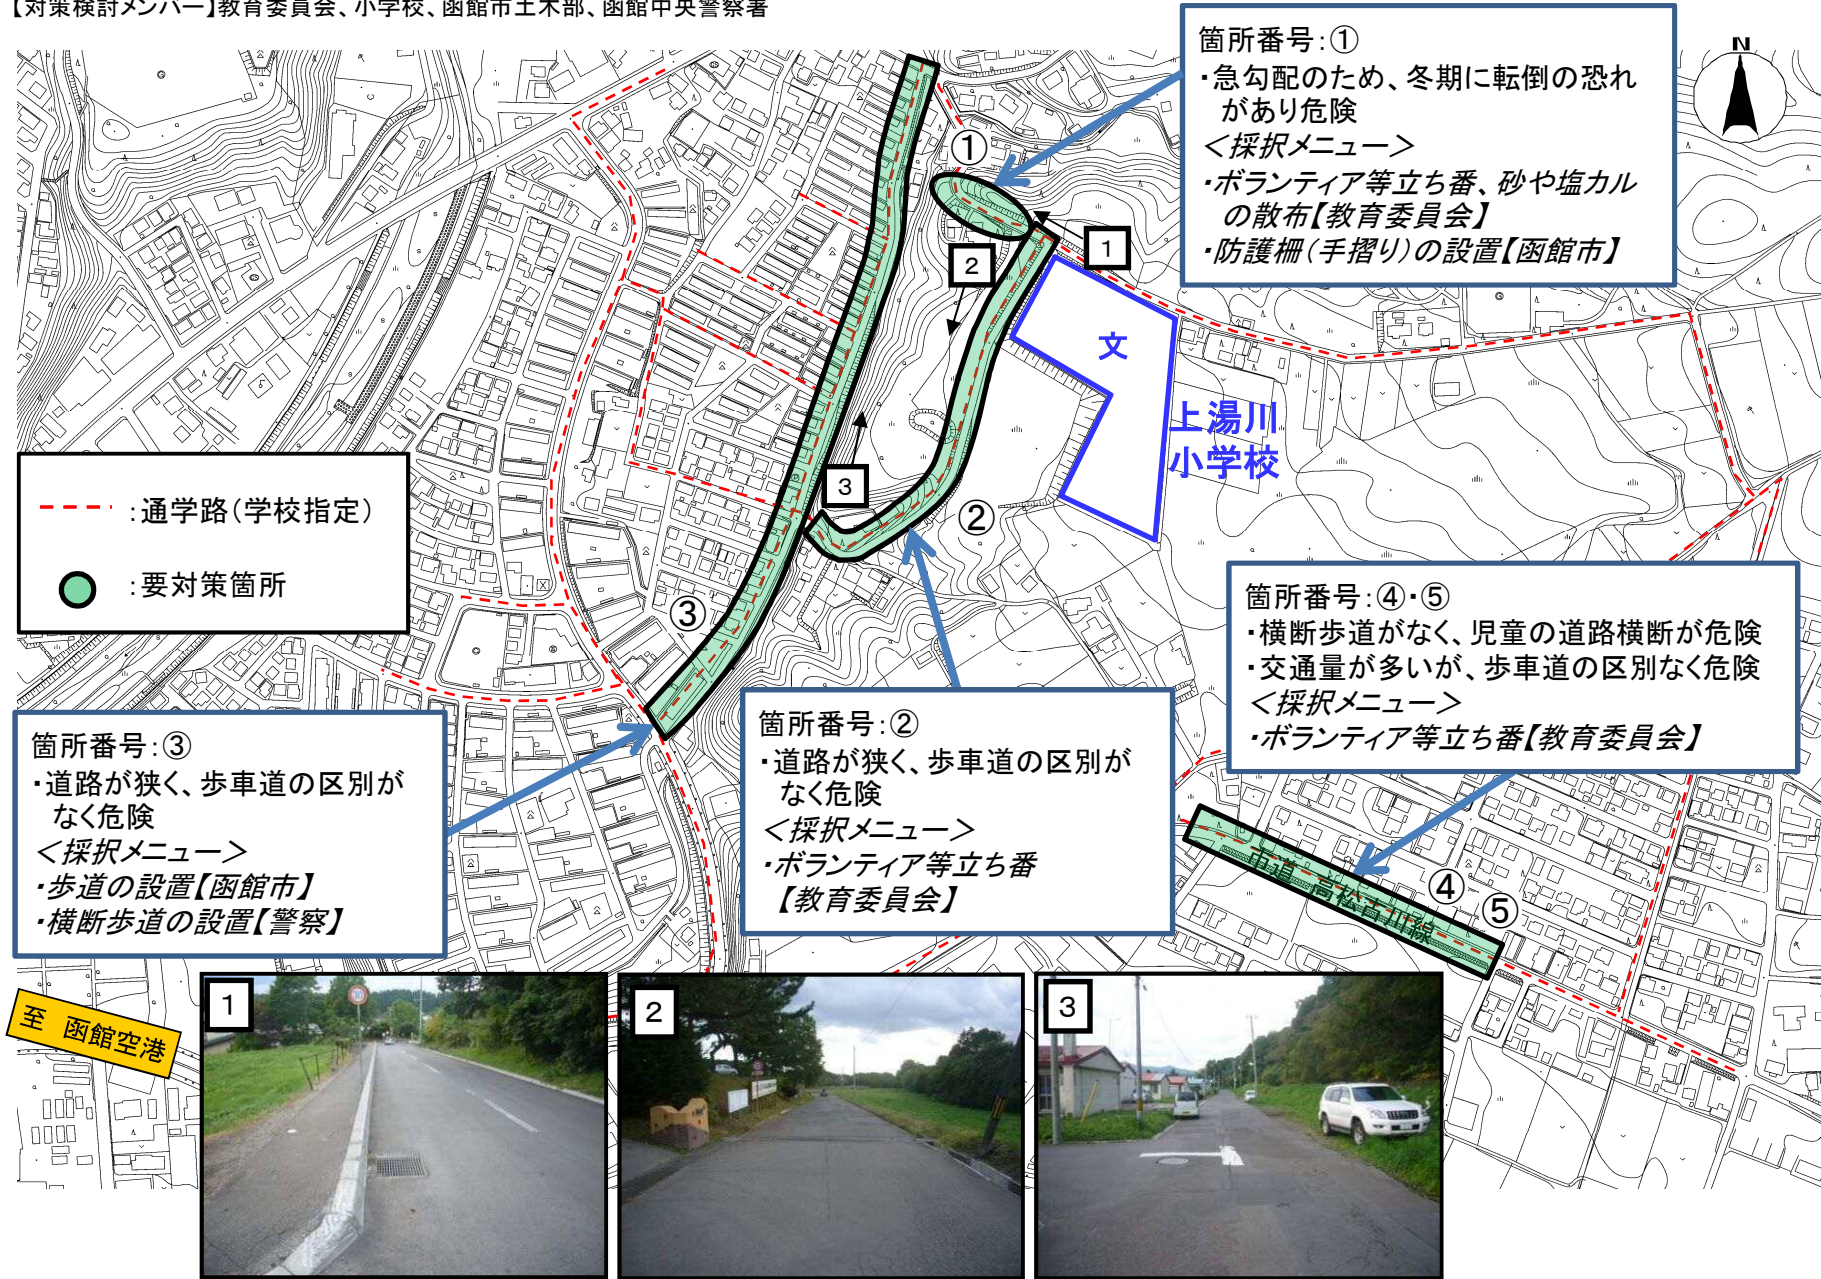 【対策検討メンバー】教育委員会、小学校、函館市土木部、函館中央警察署
箇所番号：①
・急勾配のため、冬期に転倒の恐れ
があり危険
＜採択メニュー＞
・ボランティア等立ち番、砂や塩カル
の散布【教育委員会】
・防護柵（手摺り）の設置【函館市】
N
①
1
2
文
上湯川
小学校
3
②
③
：通学路（学校指定）
：要対策箇所
箇所番号：④・⑤
・横断歩道がなく、児童の道路横断が危険
・交通量が多いが、歩車道の区別なく危険
＜採択メニュー＞
・ボランティア等立ち番【教育委員会】
箇所番号：③
・道路が狭く、歩車道の区別が
なく危険
＜採択メニュー＞
・歩道の設置【函館市】
・横断歩道の設置【警察】
箇所番号：②
・道路が狭く、歩車道の区別が
なく危険
＜採択メニュー＞
・ボランティア等立ち番
【教育委員会】
市道 高松古川線
④
⑤
至 函館空港
1
2
3